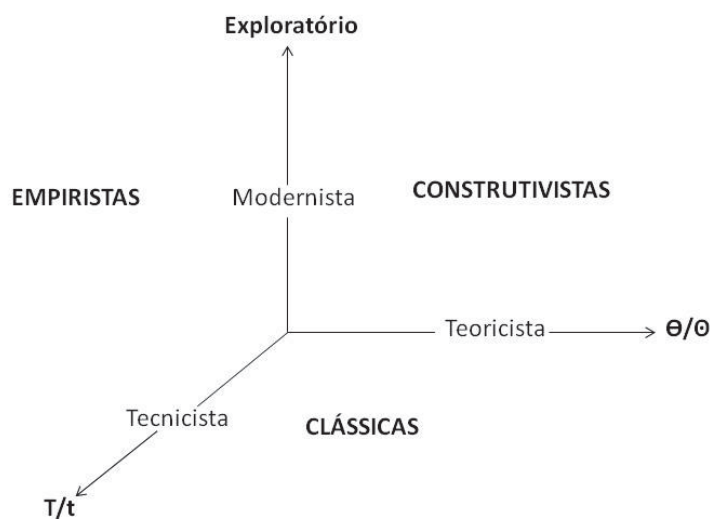 Exploratório
EMPIRISTAS
Modernista
CONSTRUTIVISTAS
Teoricista
Ɵ/ʘ
Tecnicista
CLÁSSICAS
T/t